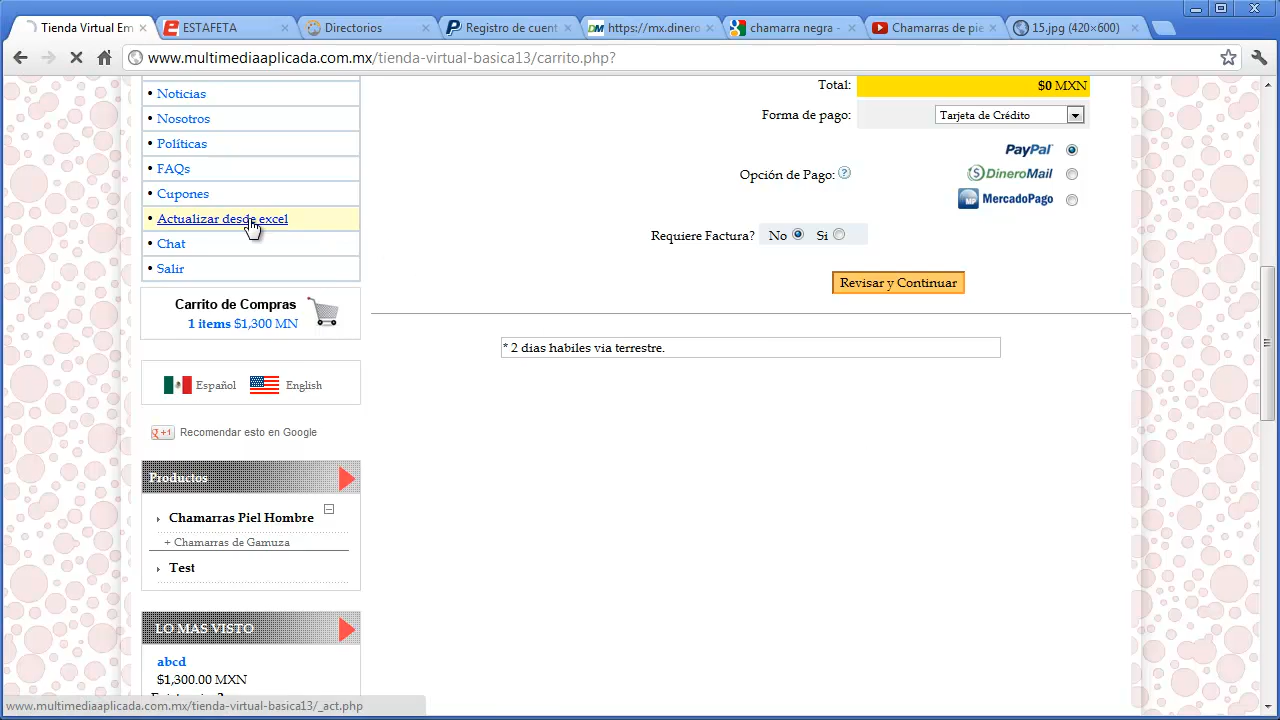 Tienda Virtual Em
ESTAFETA
Directorios
Registro de cuent
https://mx.dinero
chamarra negra -
Chamarras de pie
15.jpg (420×600)
www.multimediaaplicada.com.mx/tienda-virtual-basica13/carrito.php?
• Noticias
• Nosotros
• Políticas
• FAQs
• Cupones
• Actualizar desde excel
• Chat
• Salir
Carrito de Compras
1 items $1,300 MN
Español English
g +1 Recomendar esto en Google
Productos
Chamarras Piel Hombre
+ Chamarras de Gamuza
Test
LO MAS VISTO
abcd
$1,300.00 MXN
Total: $0 MXN
Forma de pago: Tarjeta de Crédito
PayPal
Opción de Pago: ? DineroMail
MP MercadoPago
Requiere Factura? No Si
Revisar y Continuar
* 2 dias habiles via terrestre.
www.multimediaaplicada.com.mx/tienda-virtual-basica13/_act.php